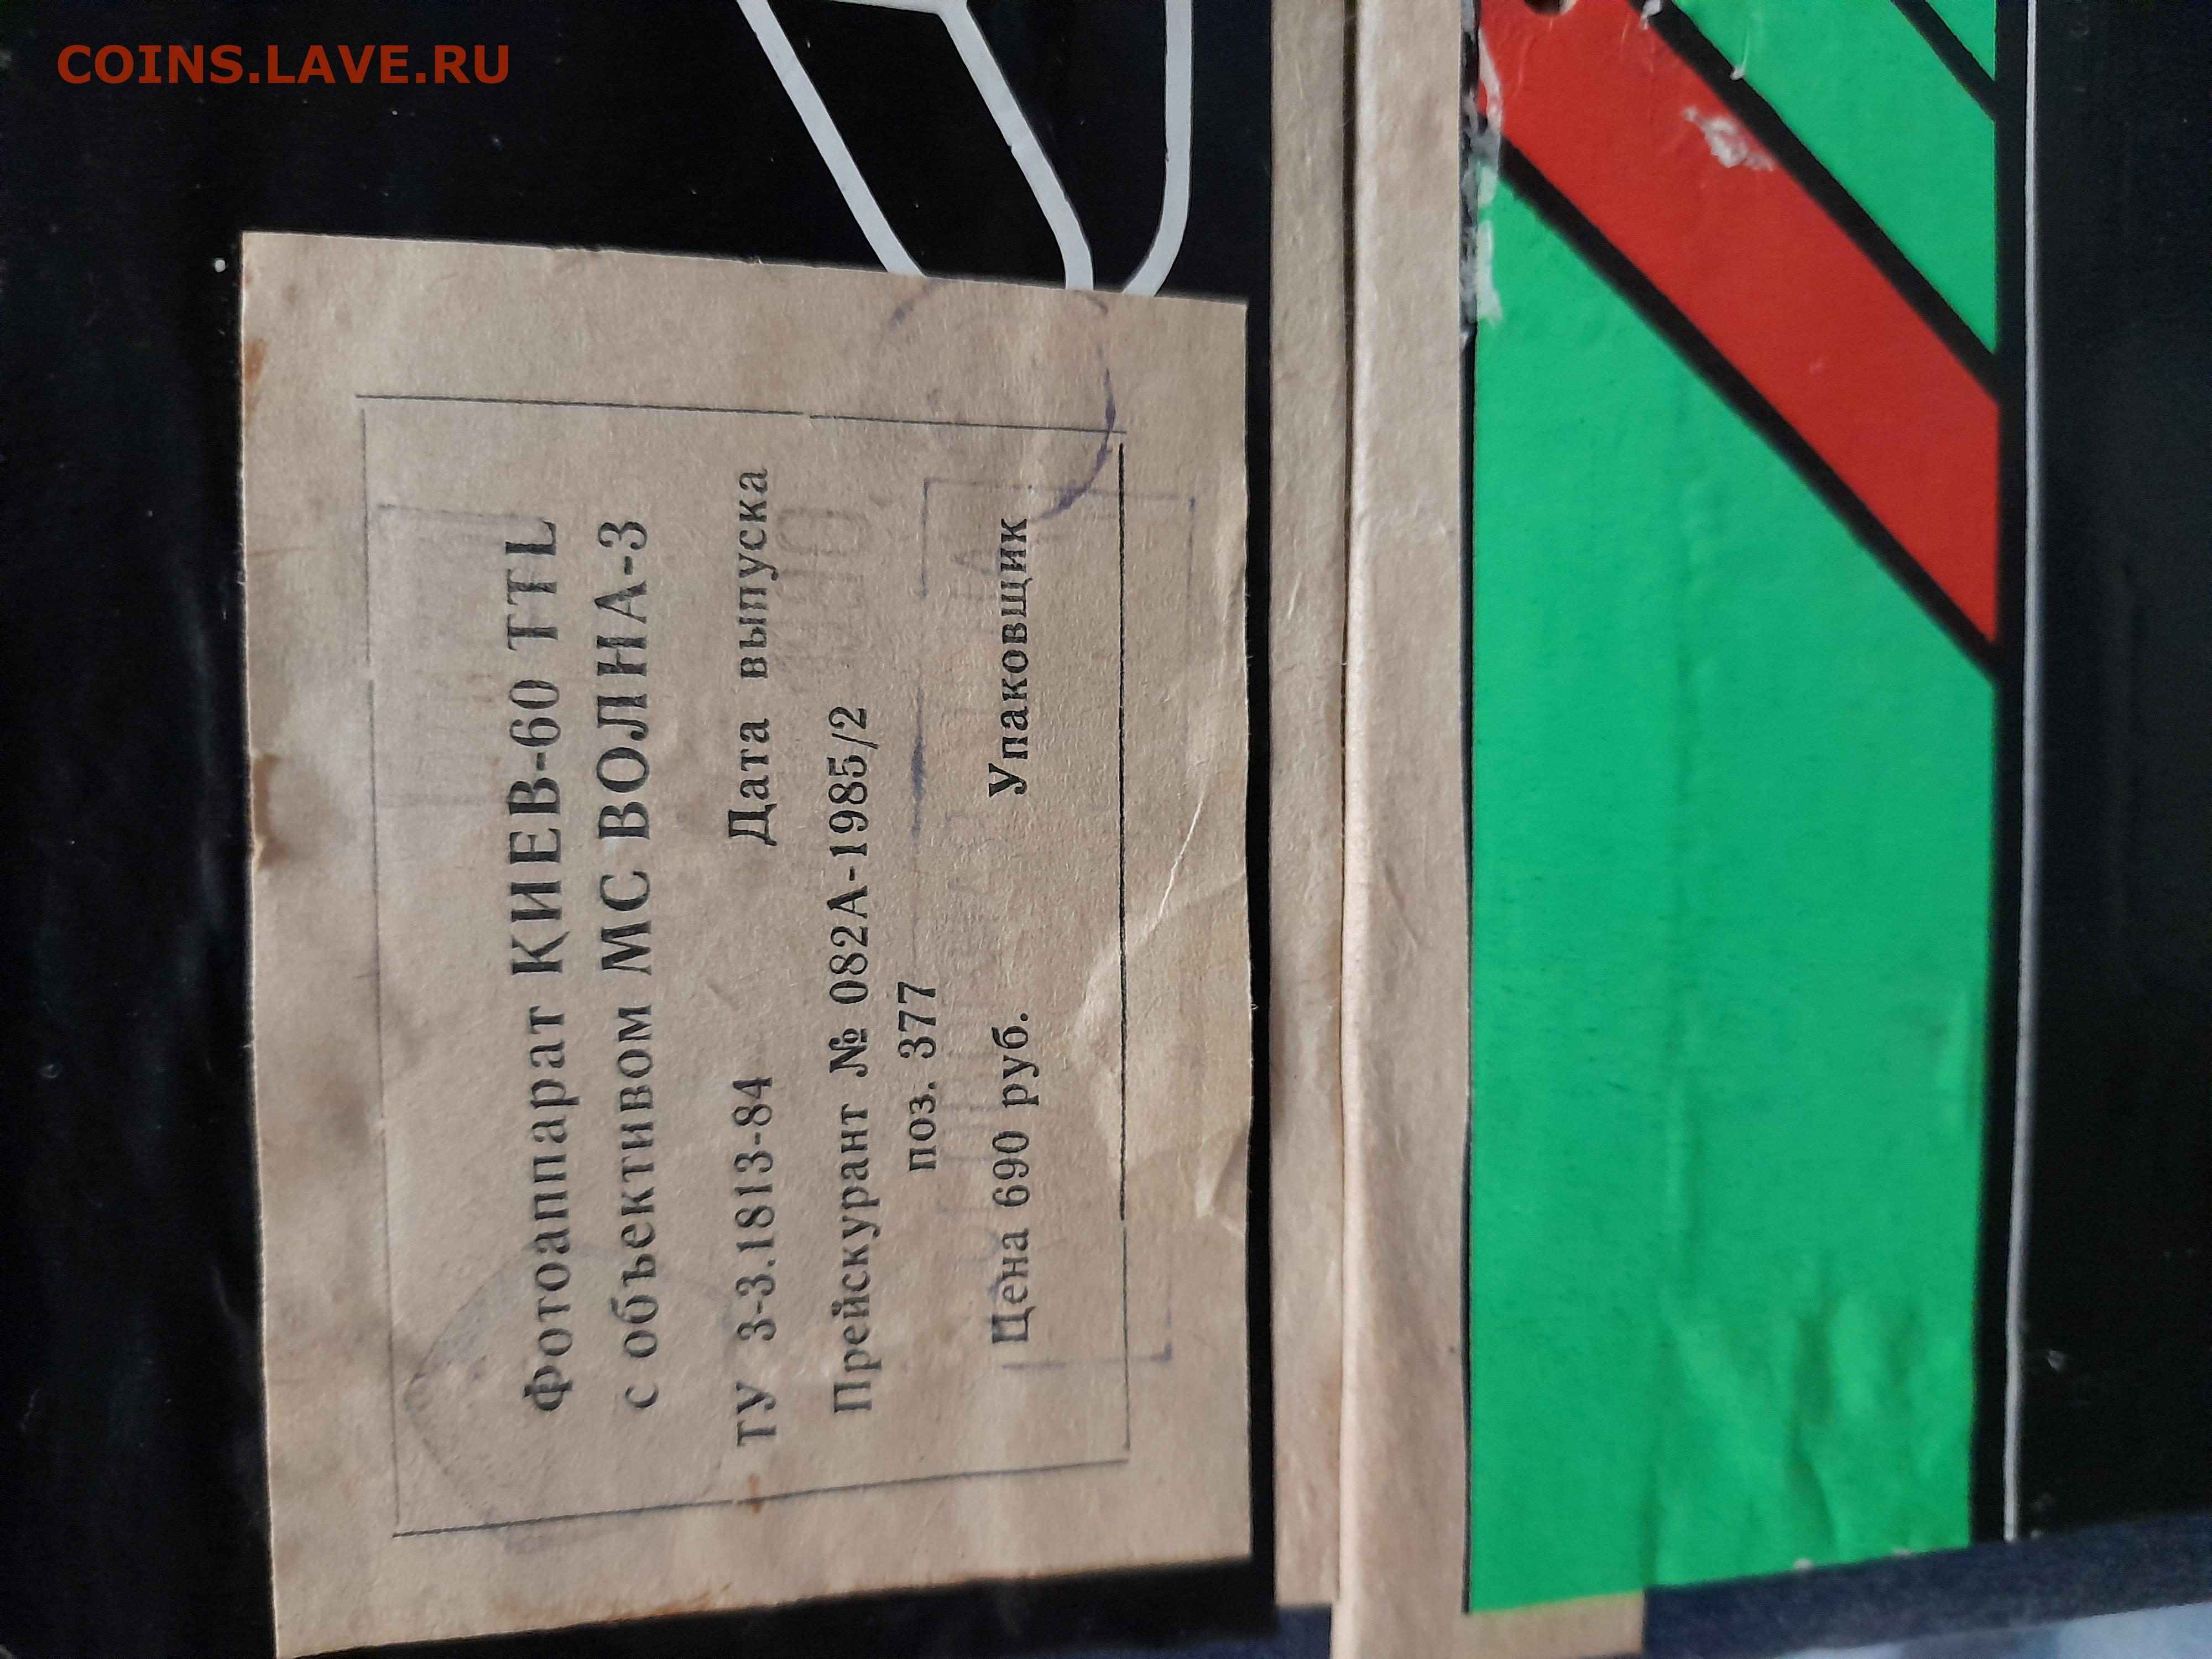 COINS.LAVE.RU
Фотоаппарат КИЕВ-60 TTL
с объективом МС ВОЛНА-3
ТУ 3-3.1813-84 Дата выпуска
Прейскурант № 082А-1985/2
поз. 377
Цена 690 руб. Упаковщик